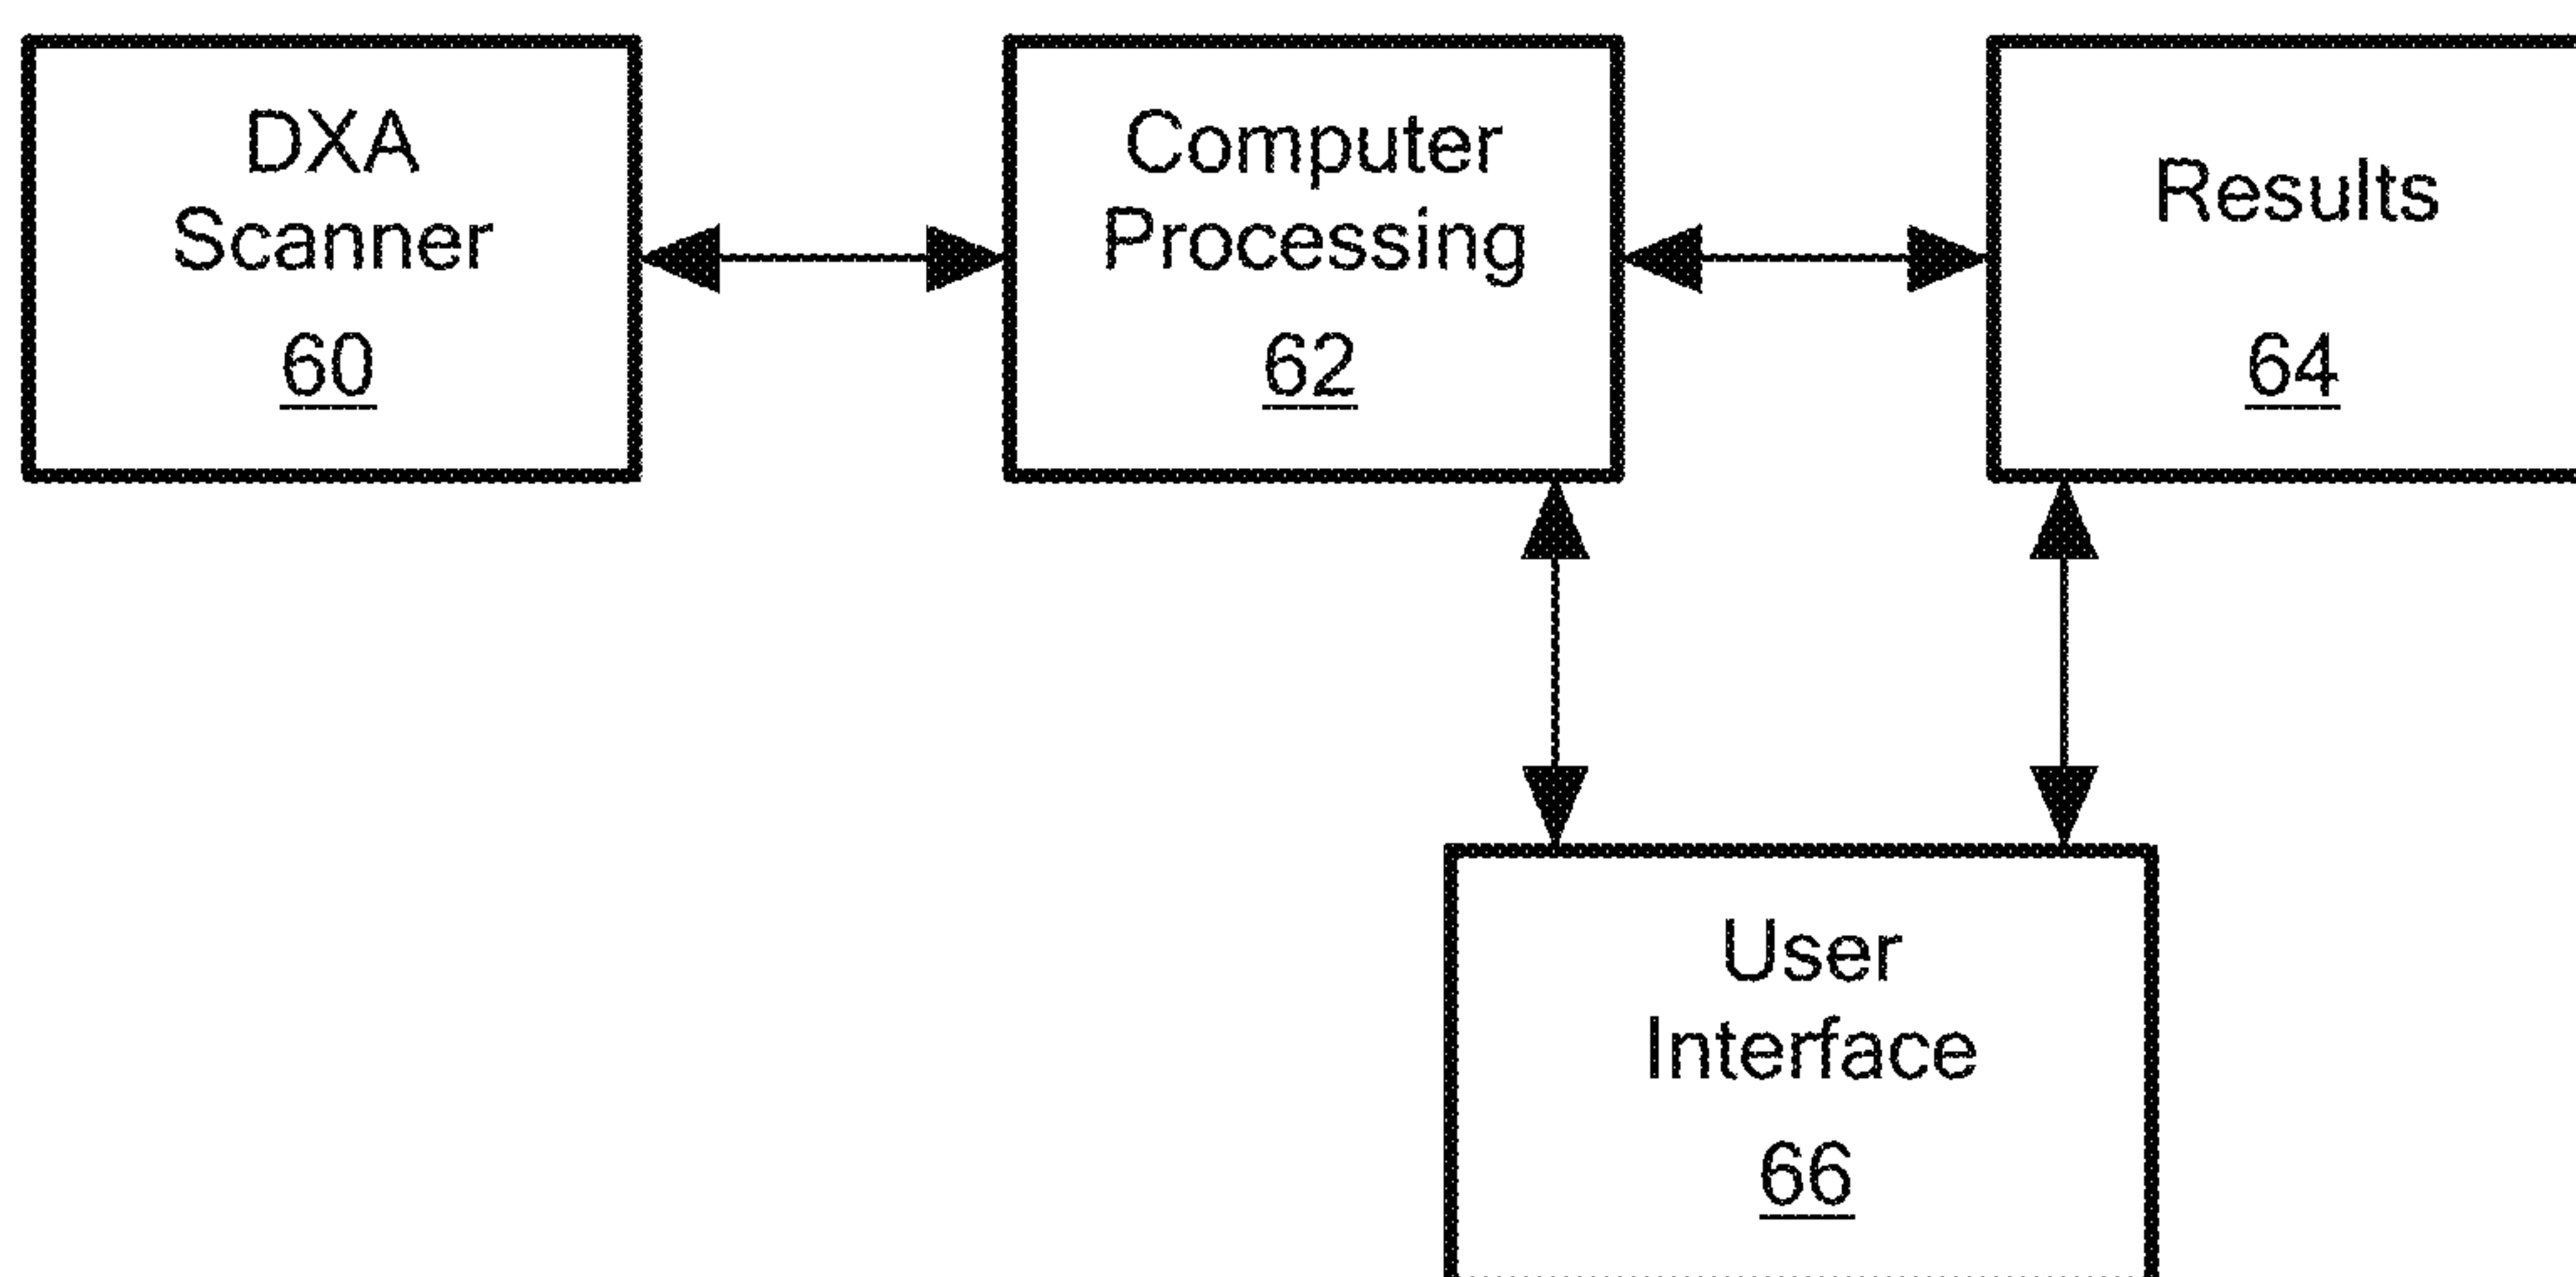 DXA
Scanner
60
Computer
Processing
62
Results
64
User
Interface
66